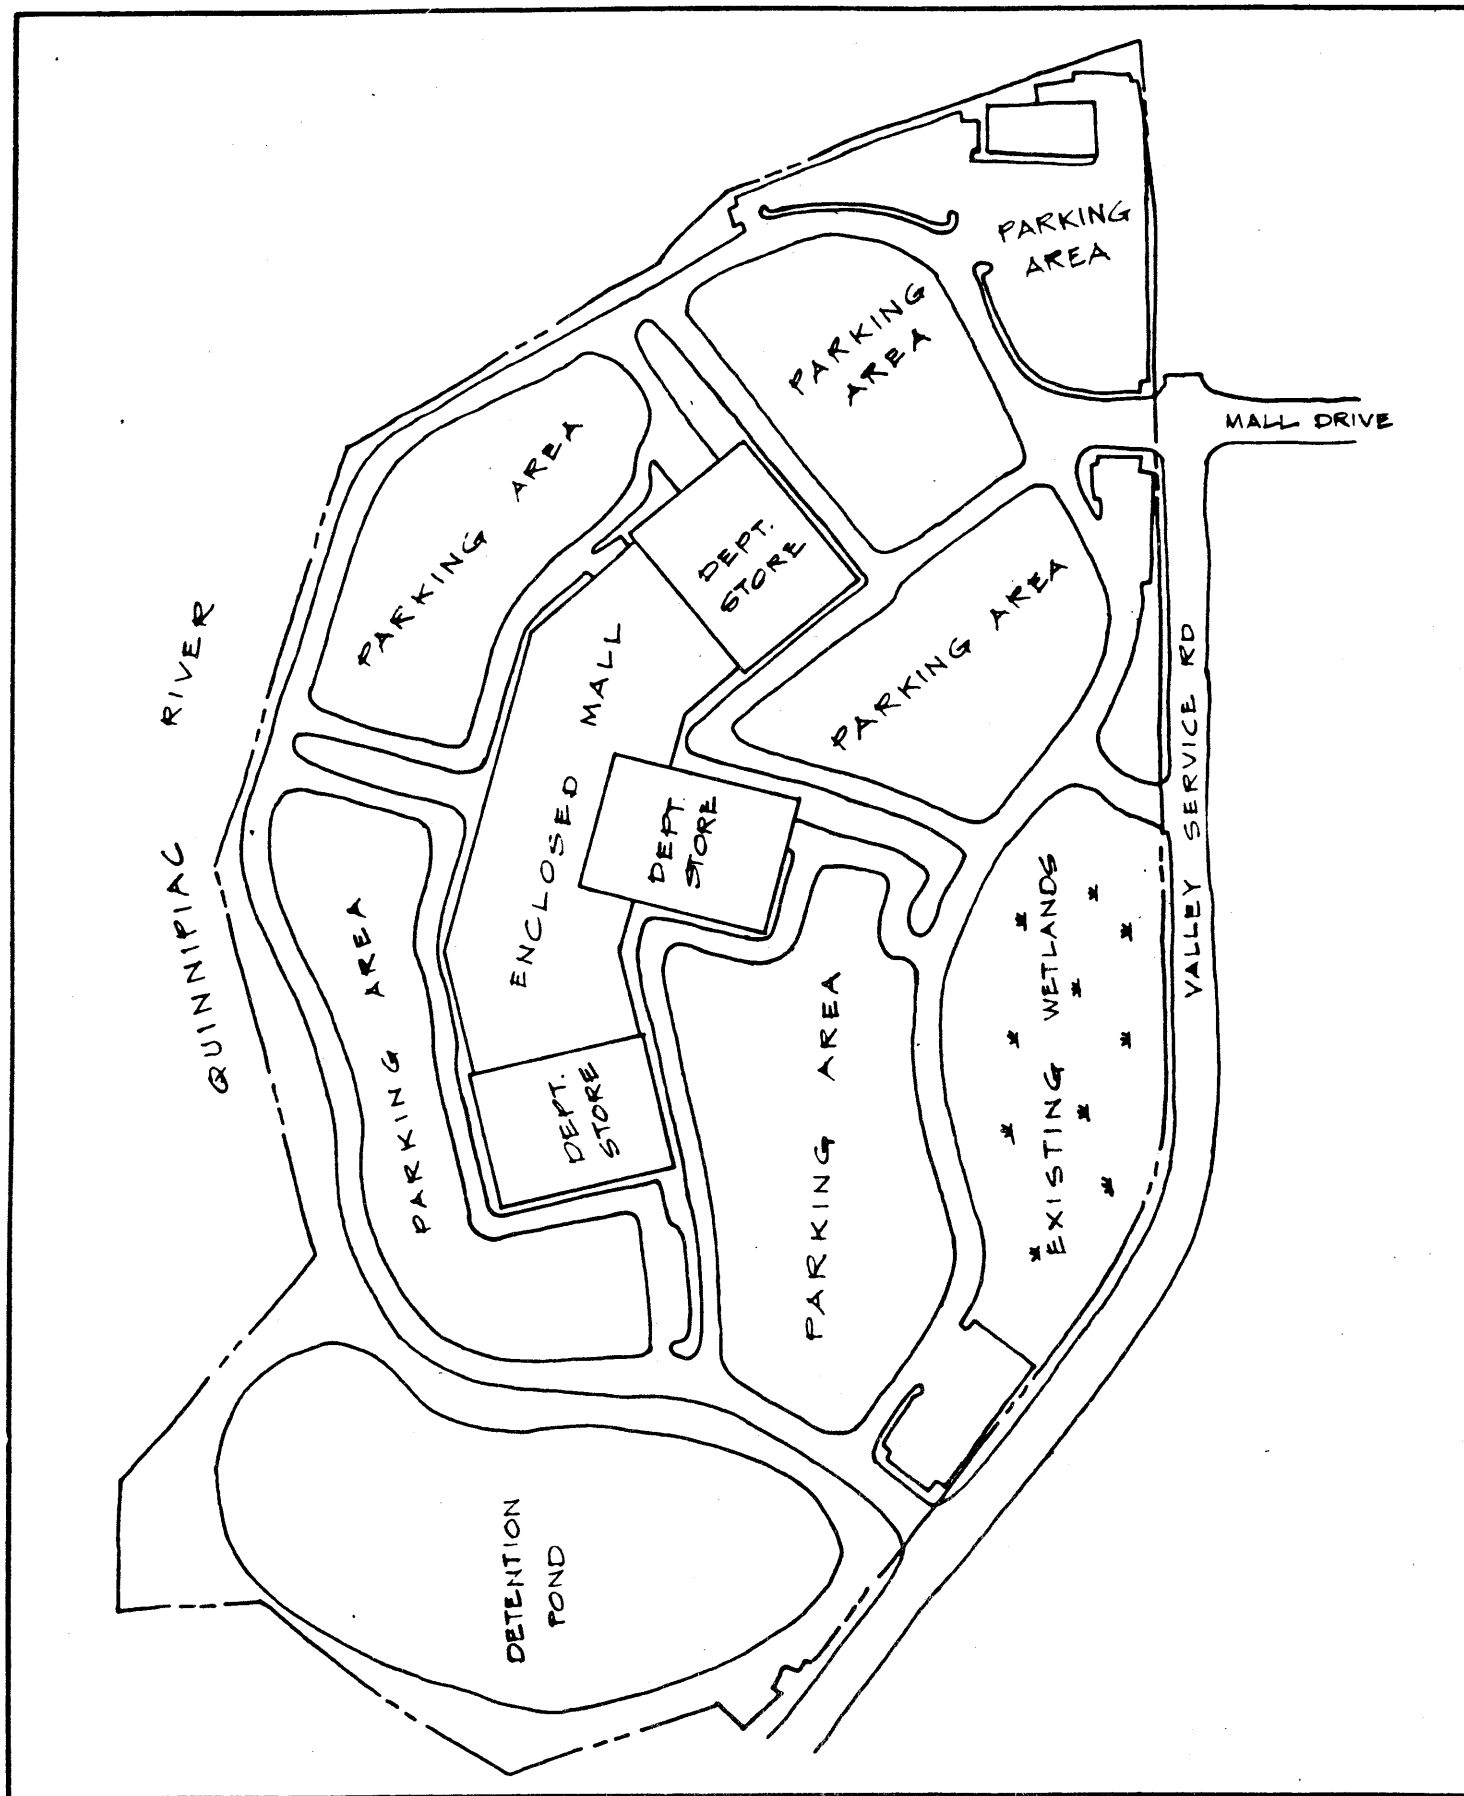 PARKING
AREA
PARKING
AREA
MALL DRIVE
PARKING AREA
DEPT.
STORE
PARKING AREA
QUINNIPIAC RIVER
ENCLOSED MALL
VALLEY SERVICE RD
DEPT.
STORE
PARKING AREA
EXISTING WETLANDS
PARKING AREA
DEPT.
STORE
DETENTION
POND